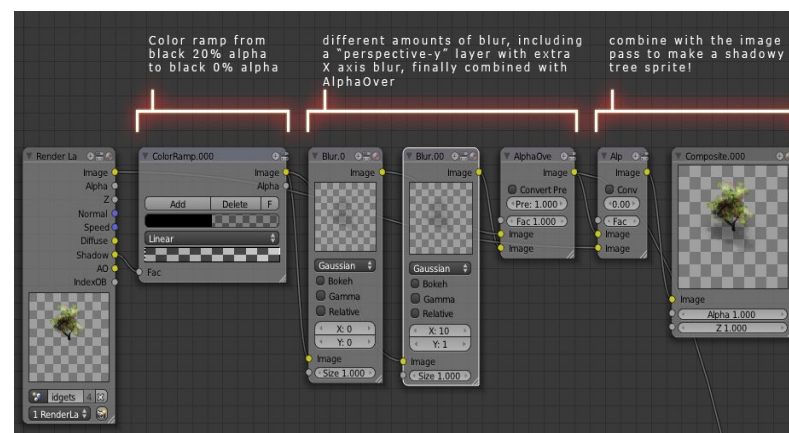 Color ramp from
black 20% alpha
to black 0% alpha
different amounts of blur, including
a "perspective-y" layer with extra
X axis blur, finally combined with
AlphaOver
combine with the image
pass to make a shadowy
tree sprite!
Render La
Image
Alpha
Z
Normal
Speed
Diffuse
Shadow
AO
IndexOB
idgets 4
1 RenderLa
ColorRamp.000
Image
Alpha
Add Delete F
Linear
Fac
Blur.0
Image
Gaussian
Bokeh
Gamma
Relative
X: 0
Y: 0
Image
Size 1.000
Blur.00
Image
Gaussian
Bokeh
Gamma
Relative
X: 10
Y: 1
Image
Size 1.000
AlphaOve
Image
Convert Pre
Pre: 1.000
Fac 1.000
Image
Image
Alp
Image
Conv
0.00
Fac
Image
Image
Composite.000
Image
Alpha 1.000
Z 1.000